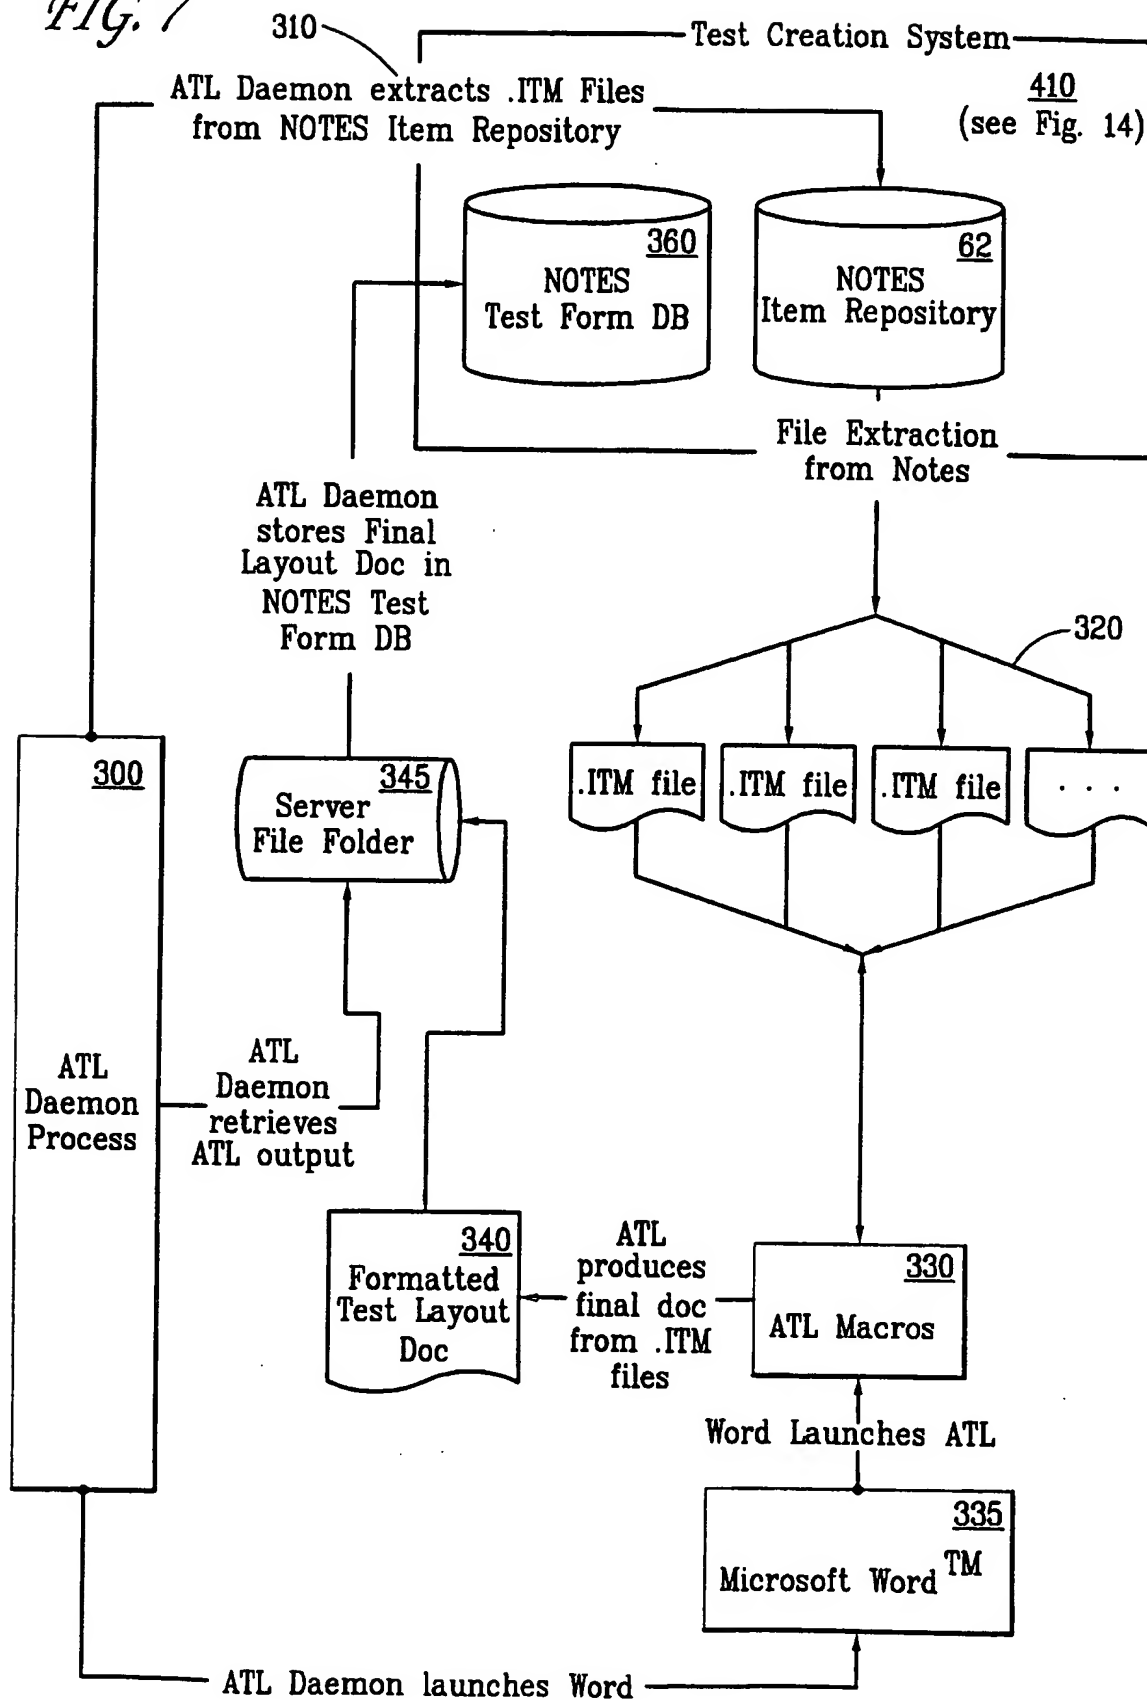 FIG. 7
310
Test Creation System
ATL Daemon extracts .ITM Files
from NOTES Item Repository
410
(see Fig. 14)
360
NOTES
Test Form DB
62
NOTES
Item Repository
File Extraction
from Notes
ATL Daemon
stores Final
Layout Doc in
NOTES Test
Form DB
320
300
ATL
Daemon
Process
345
Server
File Folder
.ITM file
.ITM file
.ITM file
. . .
ATL
Daemon
retrieves
ATL output
340
Formatted
Test Layout
Doc
ATL
produces
final doc
from .ITM
files
330
ATL Macros
Word Launches ATL
335
Microsoft Word TM
ATL Daemon launches Word